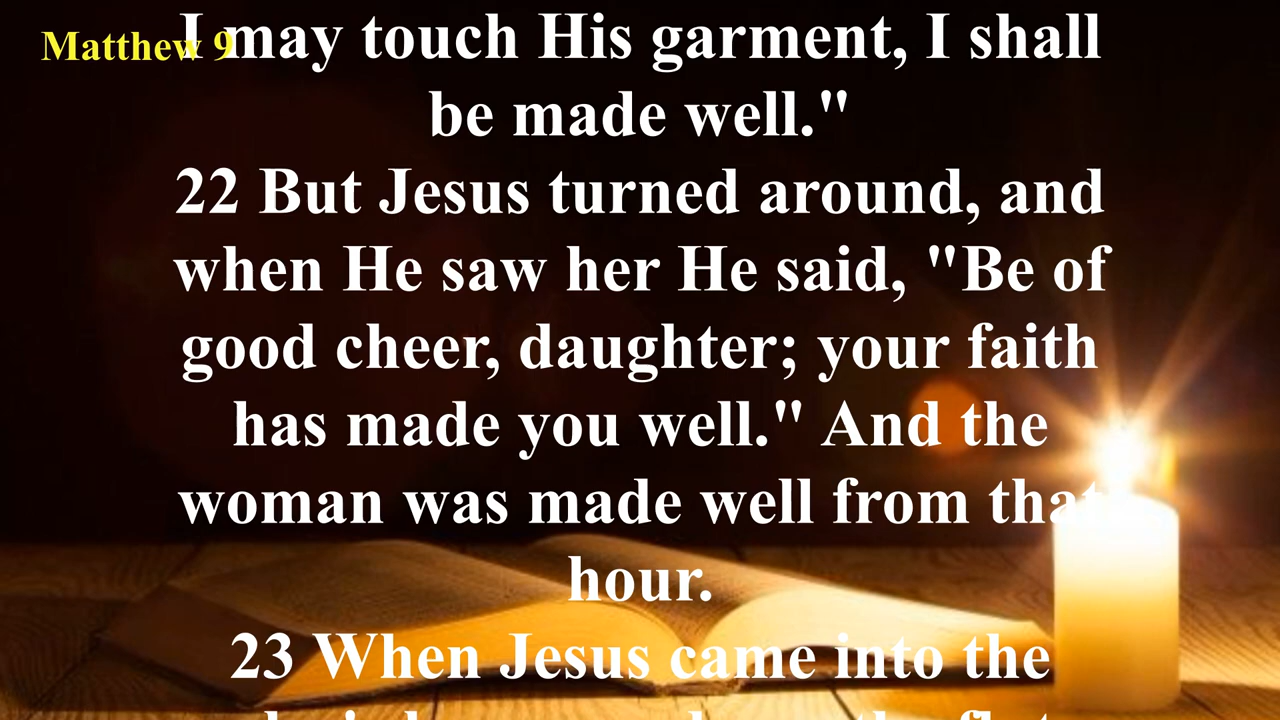 Matthew 9
I may touch His garment, I shall
be made well."
22 But Jesus turned around, and
when He saw her He said, "Be of
good cheer, daughter; your faith
has made you well." And the
woman was made well from that
hour.
23 When Jesus came into the